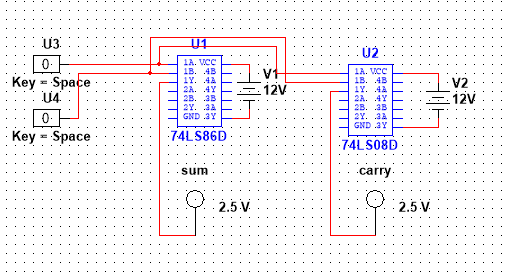 U3
0
Key = Space
U4
0
Key = Space
U1
1A VCC
1B .4B
1Y .4A
2A .4Y
2B .3B
2Y .3A
GND 3Y
74LS86D
V1
12V
U2
1A VCC
1B .4B
1Y .4A
2A .4Y
2B .3B
2Y .3A
GND 3Y
74LS08D
V2
12V
sum
2.5 V
carry
2.5 V